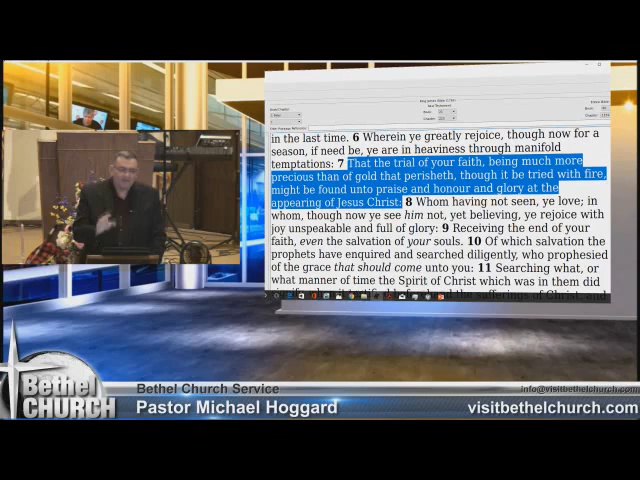 in the last time. 6 Wherein ye greatly rejoice, though now for a
season, if need be, ye are in heaviness through manifold
temptations: 7 That the trial of your faith, being much more
precious than of gold that perisheth, though it be tried with fire,
might be found unto praise and honour and glory at the
appearing of Jesus Christ: 8 Whom having not seen, ye love; in
whom, though now ye see him not, yet believing, ye rejoice with
joy unspeakable and full of glory: 9 Receiving the end of your
faith, even the salvation of your souls. 10 Of which salvation the
prophets have enquired and searched diligently, who prophesied
of the grace that should come unto you: 11 Searching what, or
what manner of time the Spirit of Christ which was in them did
the sufferings of Christ, and
Bethel
CHURCH
Bethel Church Service
info@visitbethelchurch.com
Pastor Michael Hoggard
visitbethelchurch.com